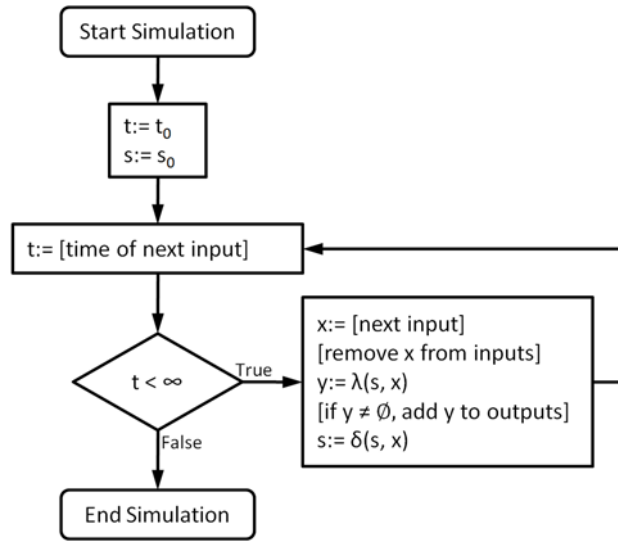 Start Simulation
t:= t₀
s:= s₀
t:= [time of next input]
t < ∞
True
False
x:= [next input]
[remove x from inputs]
y:= λ(s, x)
[if y ≠ Ø, add y to outputs]
s:= δ(s, x)
End Simulation